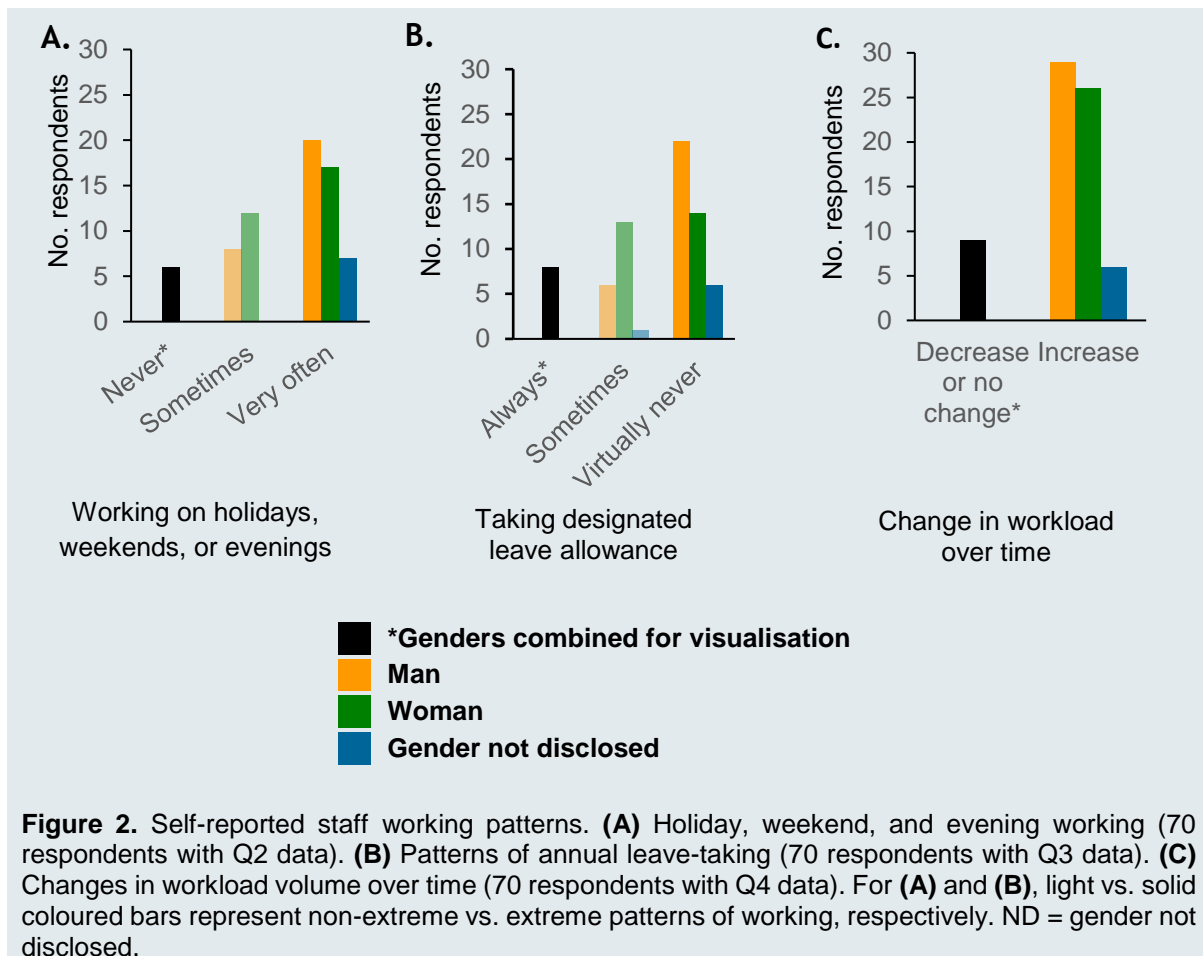 A.
30
25
20
15
10
5
0
No. respondents
Never*
Sometimes
Very often
Working on holidays,
weekends, or evenings
B.
30
25
20
15
10
5
0
No. respondents
Always*
Sometimes
Virtually never
Taking designated
leave allowance
C.
30
25
20
15
10
5
0
No. respondents
Decrease
or no
change*
Increase
Change in workload
over time
*Genders combined for visualisation
Man
Woman
Gender not disclosed
Figure 2. Self-reported staff working patterns. (A) Holiday, weekend, and evening working (70
respondents with Q2 data). (B) Patterns of annual leave-taking (70 respondents with Q3 data). (C)
Changes in workload volume over time (70 respondents with Q4 data). For (A) and (B), light vs. solid
coloured bars represent non-extreme vs. extreme patterns of working, respectively. ND = gender not
disclosed.